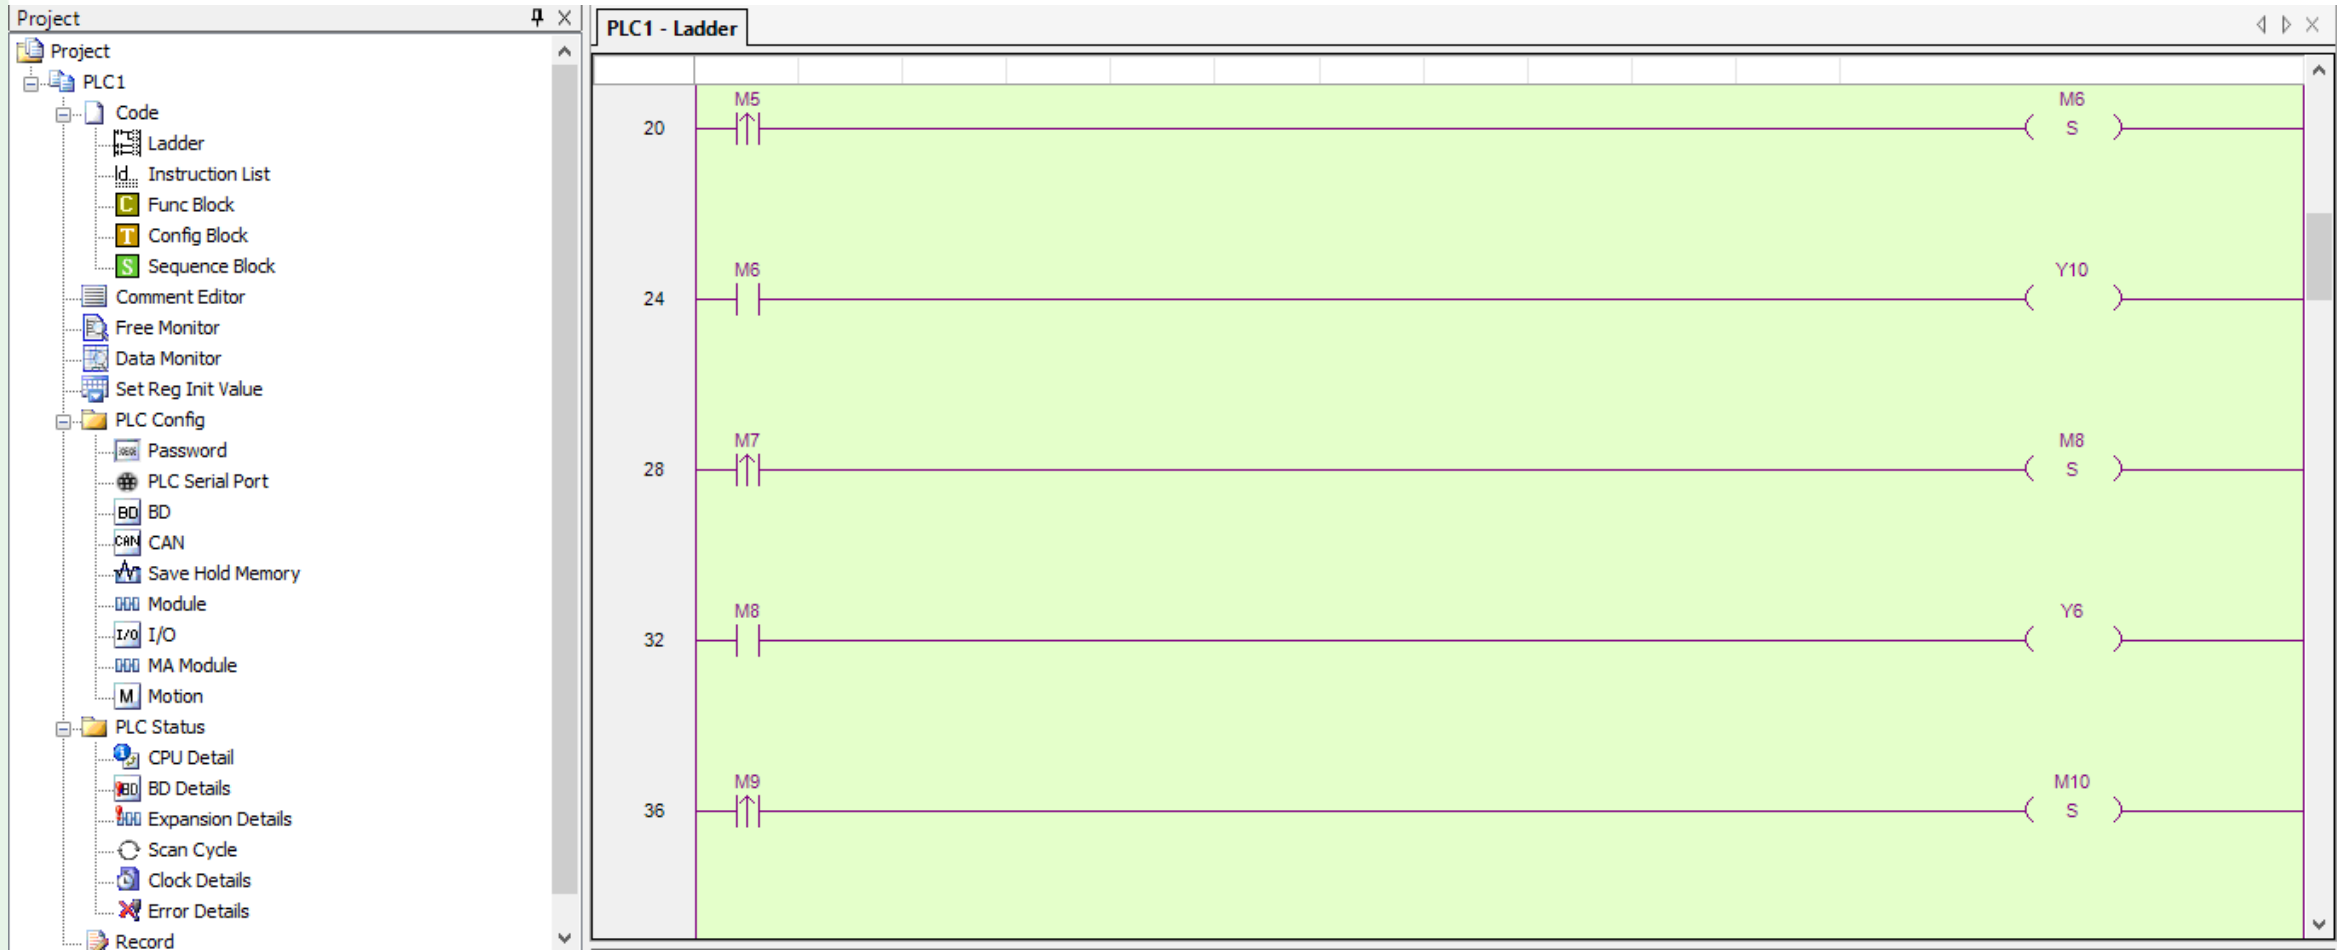 Project
Project
PLC1
Code
Ladder
Instruction List
Func Block
Config Block
Sequence Block
Comment Editor
Free Monitor
Data Monitor
Set Reg Init Value
PLC Config
Password
PLC Serial Port
BD BD
CAN CAN
Save Hold Memory
Module
I/O I/O
MA Module
M Motion
PLC Status
CPU Detail
BD Details
Expansion Details
Scan Cycle
Clock Details
Error Details
Record
PLC1 - Ladder
M5 M6
20 S
M6 Y10
24
M7 M8
28 S
M8 Y6
32
M9 M10
36 S